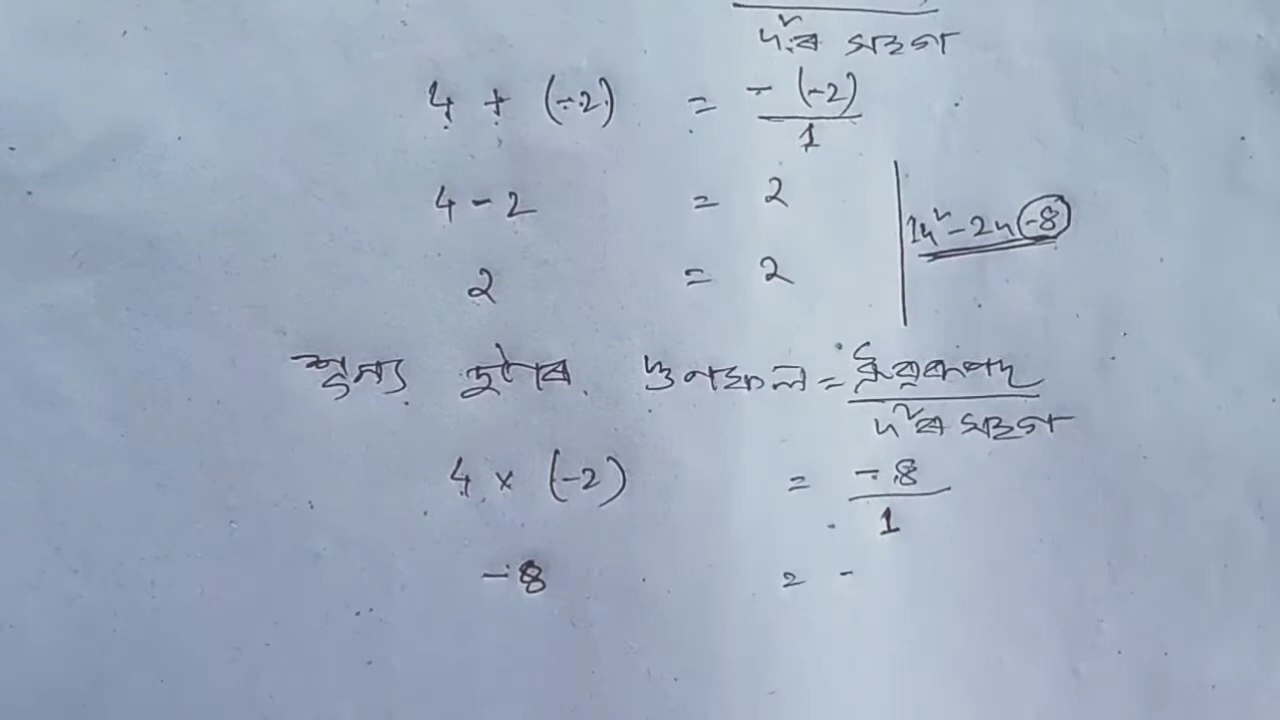 x²ৰ সহগ
4 + (-2) = -(-2)/1
4 - 2 = 2
1x² - 2x -8
2 = 2
শূন্য দুটাৰ গুণফল = ধ্ৰুৱকপদ/x²ৰ সহগ
4 × (-2) = -8/1
-8 = -